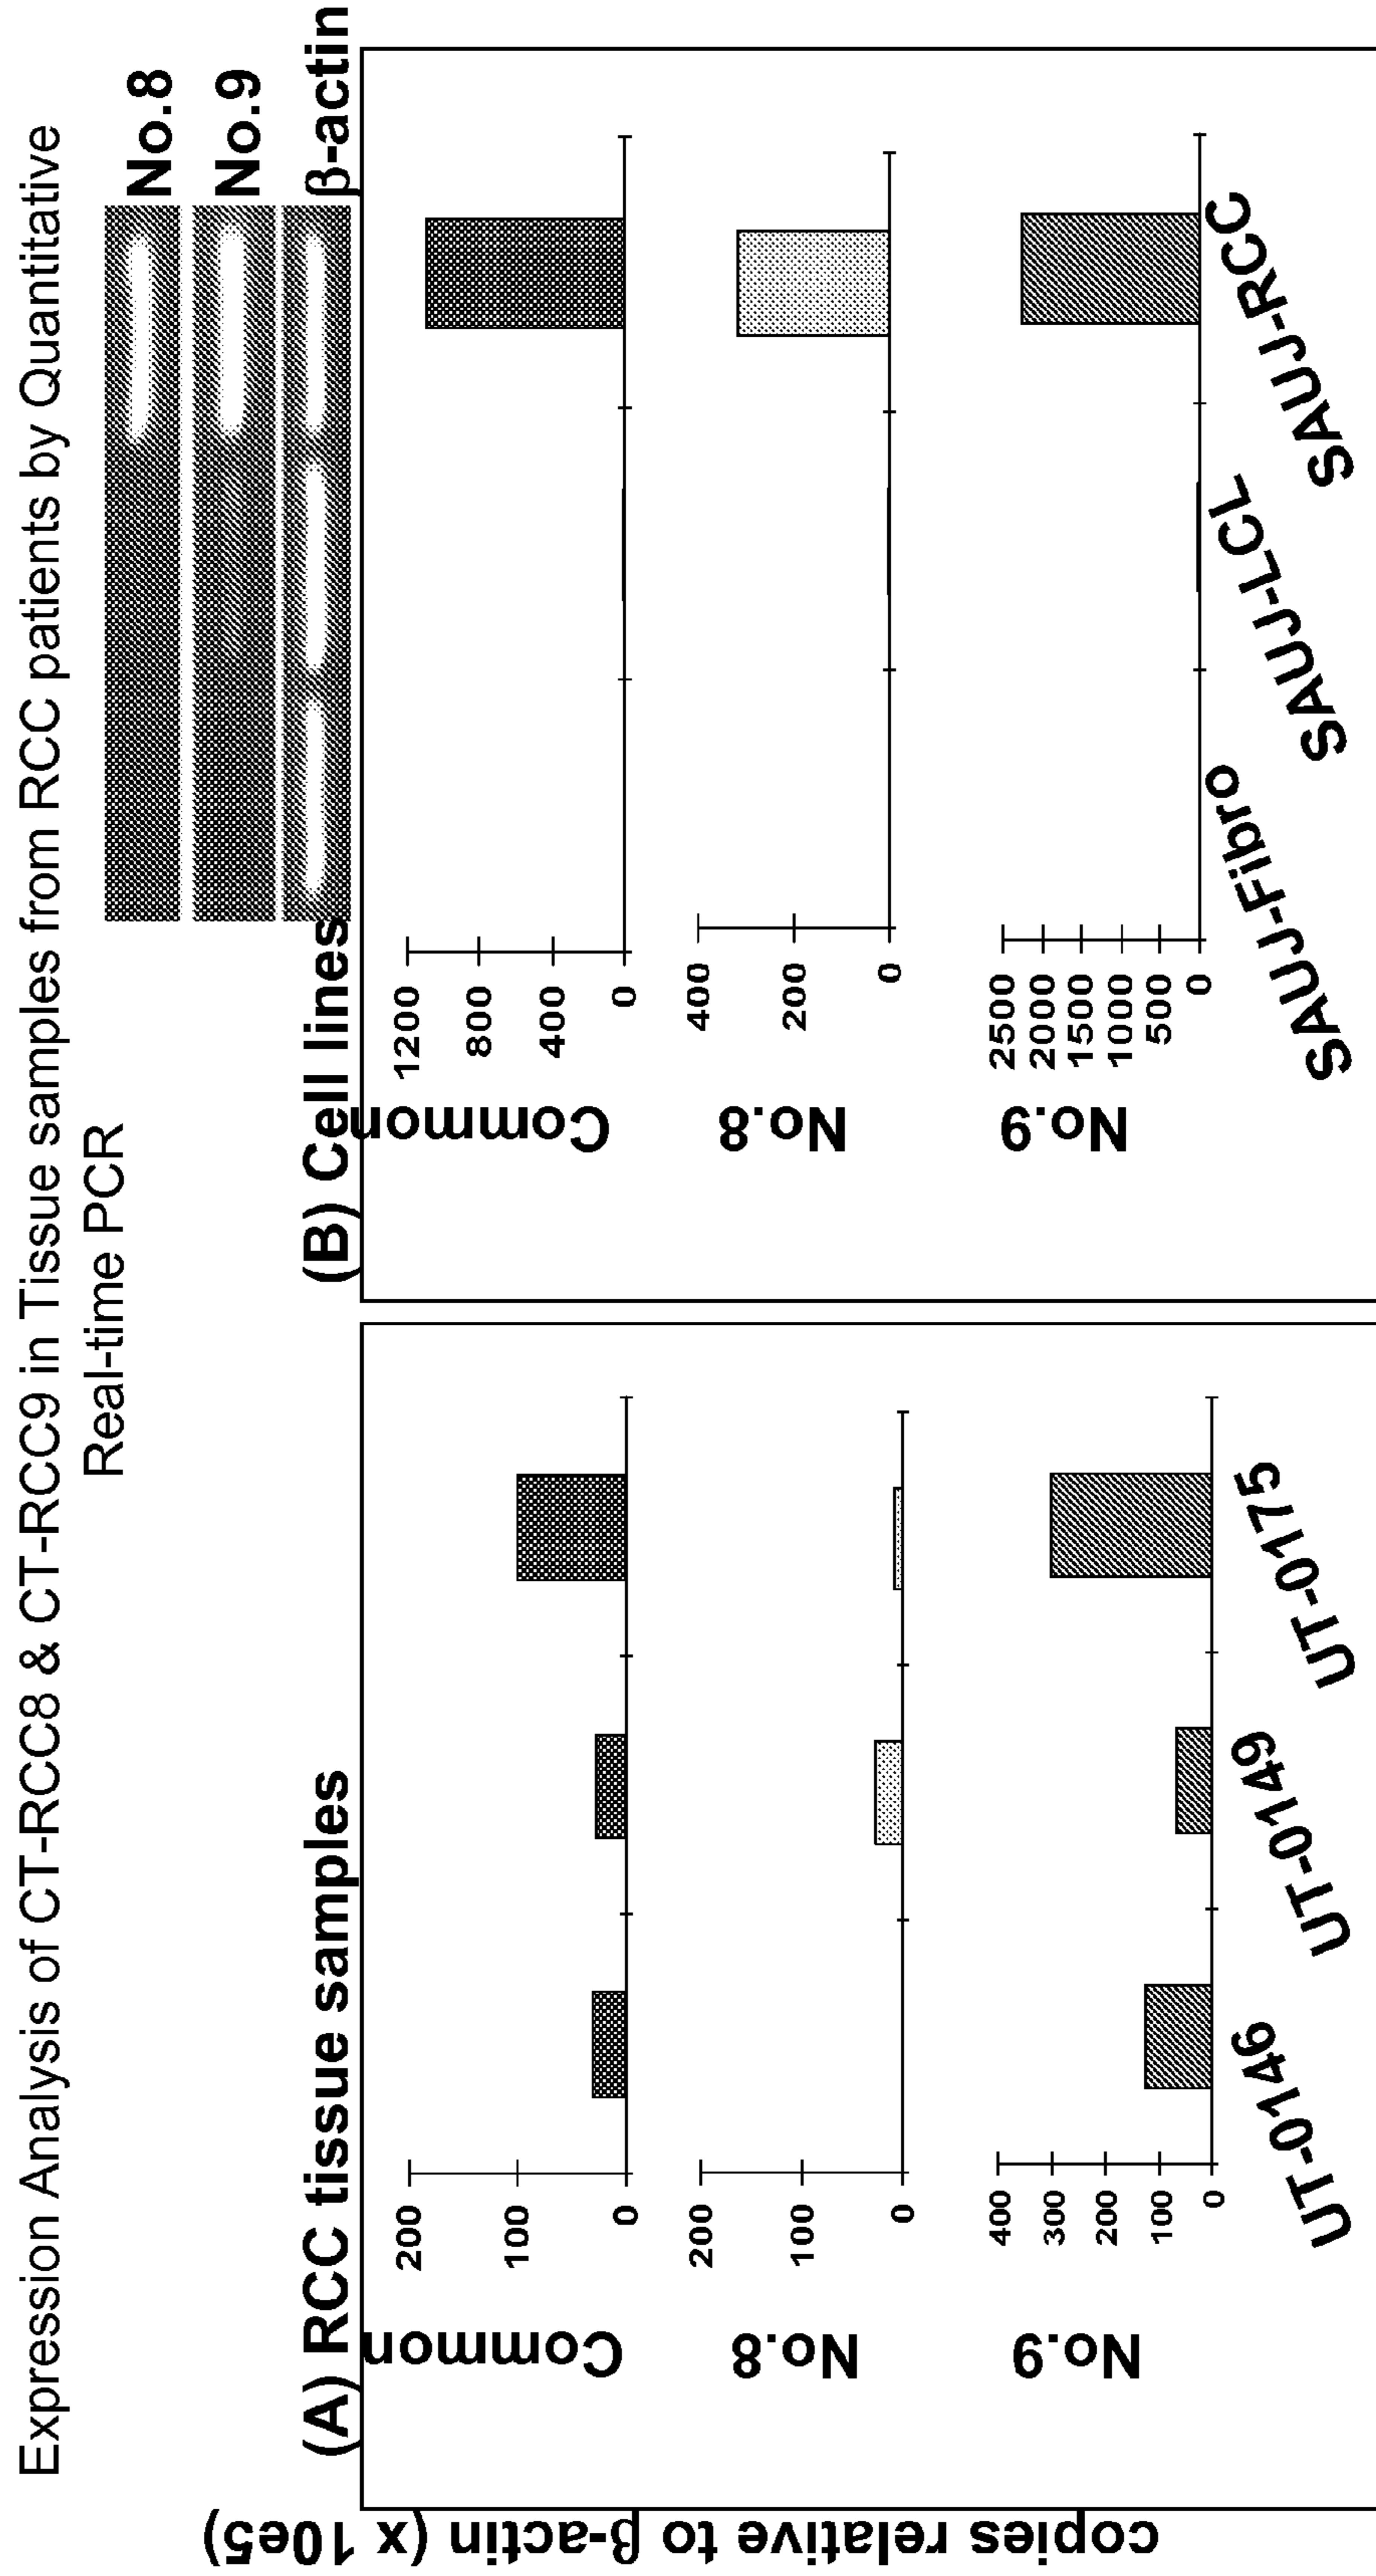 Expression Analysis of CT-RCC8 & CT-RCC9 in Tissue samples from RCC patients by Quantitative
Real-time PCR
No.8
No.9
β-actin
(A) RCC tissue samples
copies relative to β-actin (x 10e5)
Common
200
100
0
No.8
200
100
0
No.9
400
300
200
100
0
UT-0146
UT-0149
UT-0175
(B) Cell lines
Common
1200
800
400
0
No.8
400
200
0
No.9
2500
2000
1500
1000
500
0
SAUJ-Fibro
SAUJ-LCL
SAUJ-RCC